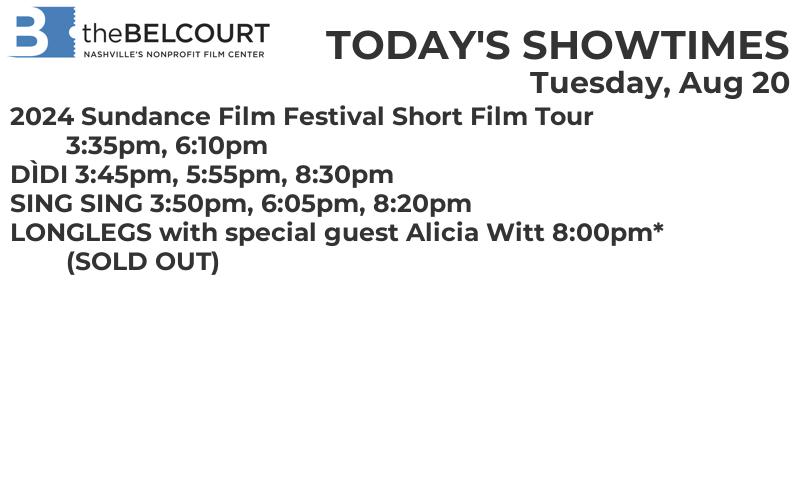 B theBELCOURT
NASHVILLE'S NONPROFIT FILM CENTER
TODAY'S SHOWTIMES
Tuesday, Aug 20
2024 Sundance Film Festival Short Film Tour
3:35pm, 6:10pm
DÌDI 3:45pm, 5:55pm, 8:30pm
SING SING 3:50pm, 6:05pm, 8:20pm
LONGLEGS with special guest Alicia Witt 8:00pm*
(SOLD OUT)